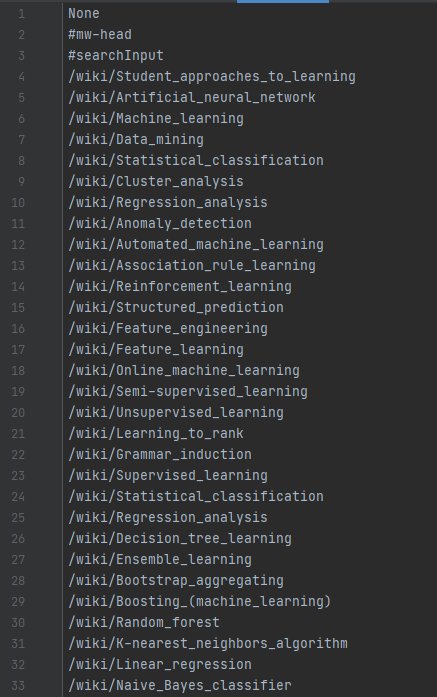 1 None
2 #mw-head
3 #searchInput
4 /wiki/Student_approaches_to_learning
5 /wiki/Artificial_neural_network
6 /wiki/Machine_learning
7 /wiki/Data_mining
8 /wiki/Statistical_classification
9 /wiki/Cluster_analysis
10 /wiki/Regression_analysis
11 /wiki/Anomaly_detection
12 /wiki/Automated_machine_learning
13 /wiki/Association_rule_learning
14 /wiki/Reinforcement_learning
15 /wiki/Structured_prediction
16 /wiki/Feature_engineering
17 /wiki/Feature_learning
18 /wiki/Online_machine_learning
19 /wiki/Semi-supervised_learning
20 /wiki/Unsupervised_learning
21 /wiki/Learning_to_rank
22 /wiki/Grammar_induction
23 /wiki/Supervised_learning
24 /wiki/Statistical_classification
25 /wiki/Regression_analysis
26 /wiki/Decision_tree_learning
27 /wiki/Ensemble_learning
28 /wiki/Bootstrap_aggregating
29 /wiki/Boosting_(machine_learning)
30 /wiki/Random_forest
31 /wiki/K-nearest_neighbors_algorithm
32 /wiki/Linear_regression
33 /wiki/Naive_Bayes_classifier